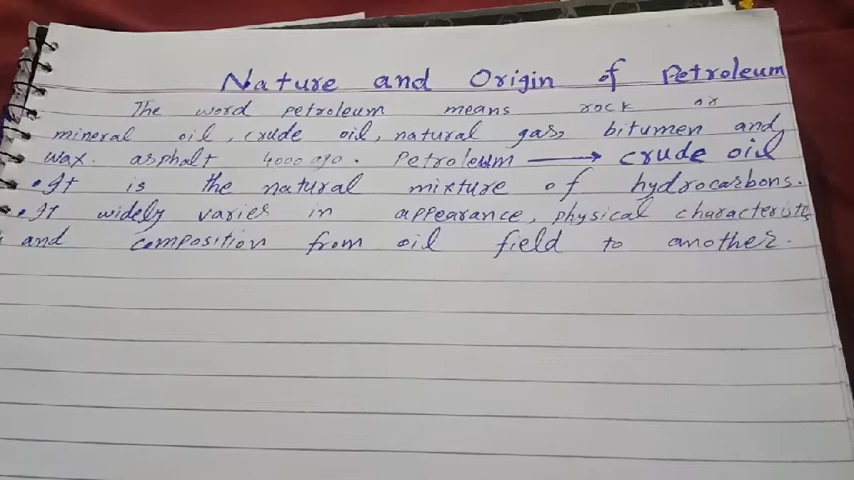 Nature and Origin of Petroleum
The word petroleum means rock or
mineral oil, crude oil, natural gas, bitumen and
wax. asphalt 4000 ago. Petroleum → crude oil
• It is the natural mixture of hydrocarbons.
• It widely varies in appearance, physical characteristics
and composition from oil field to another.